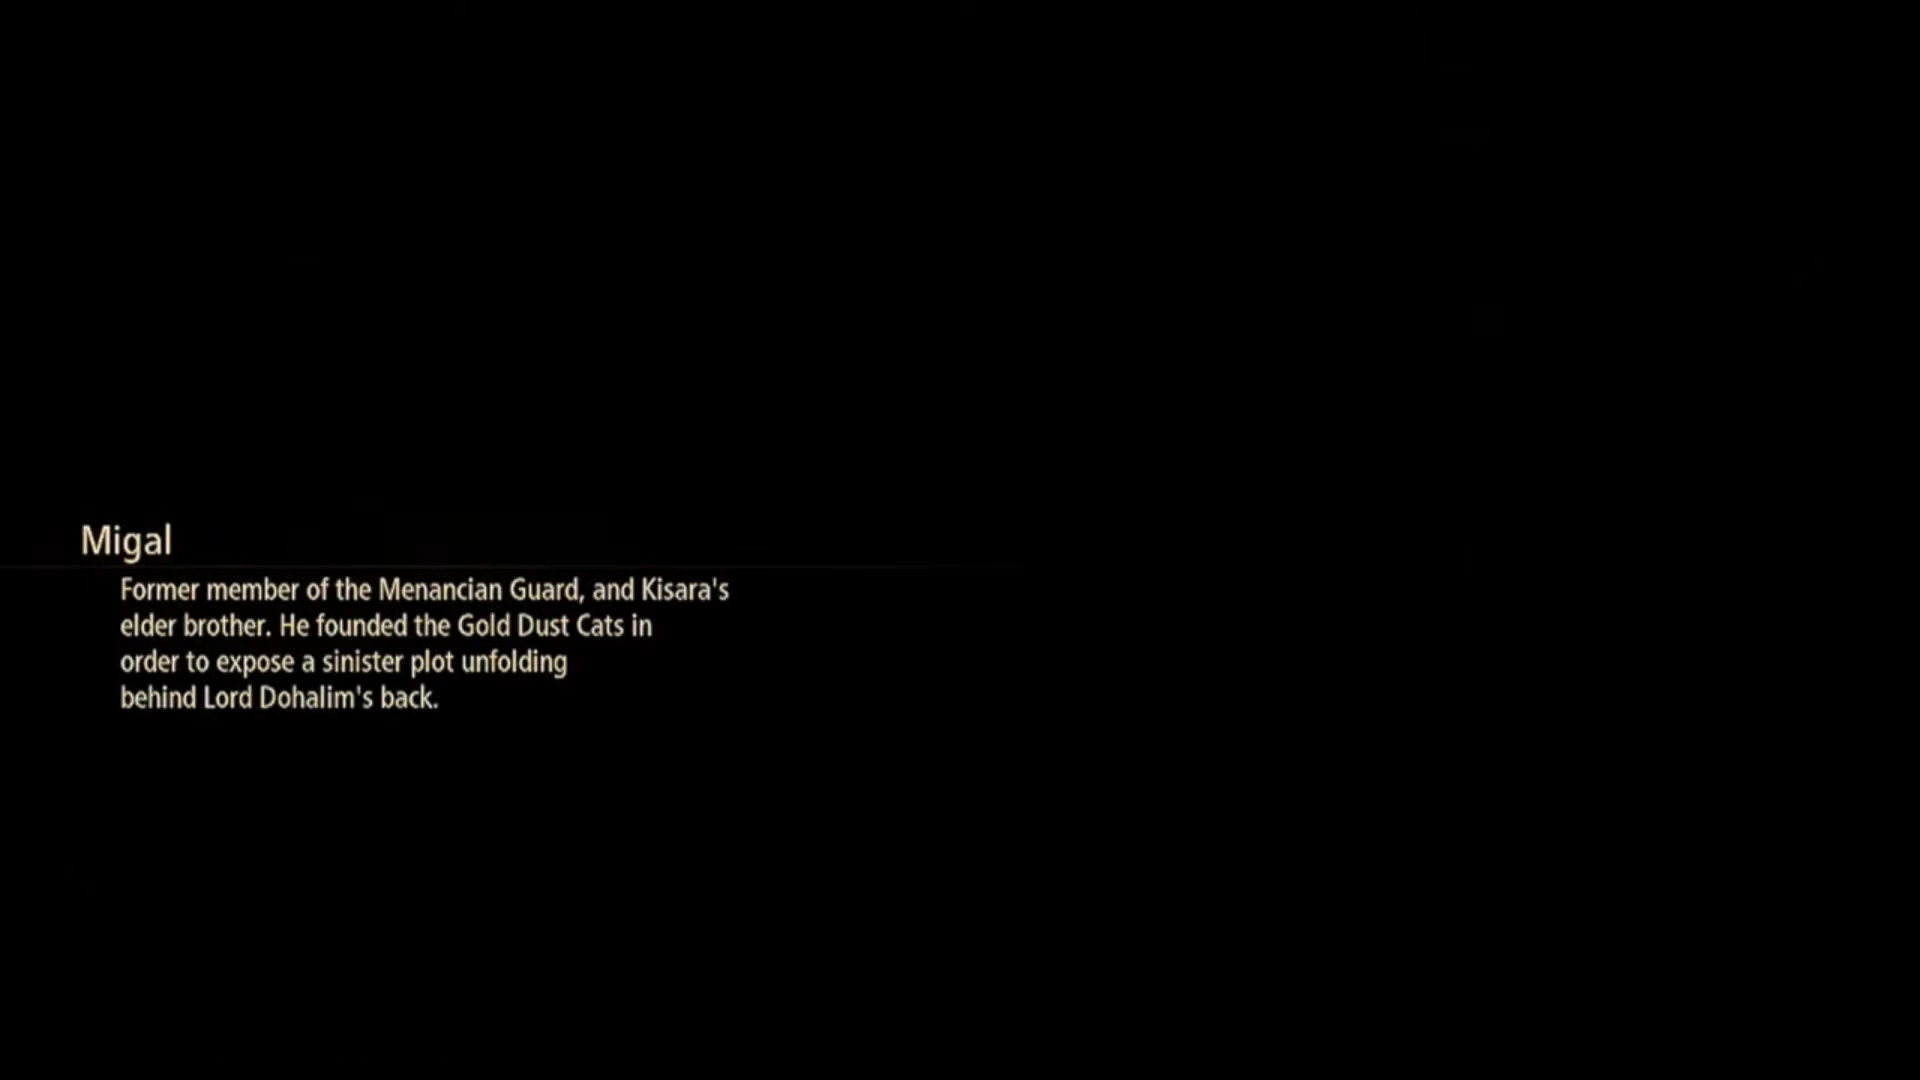 Migal
Former member of the Menancian Guard, and Kisara's
elder brother. He founded the Gold Dust Cats in
order to expose a sinister plot unfolding
behind Lord Dohalim's back.